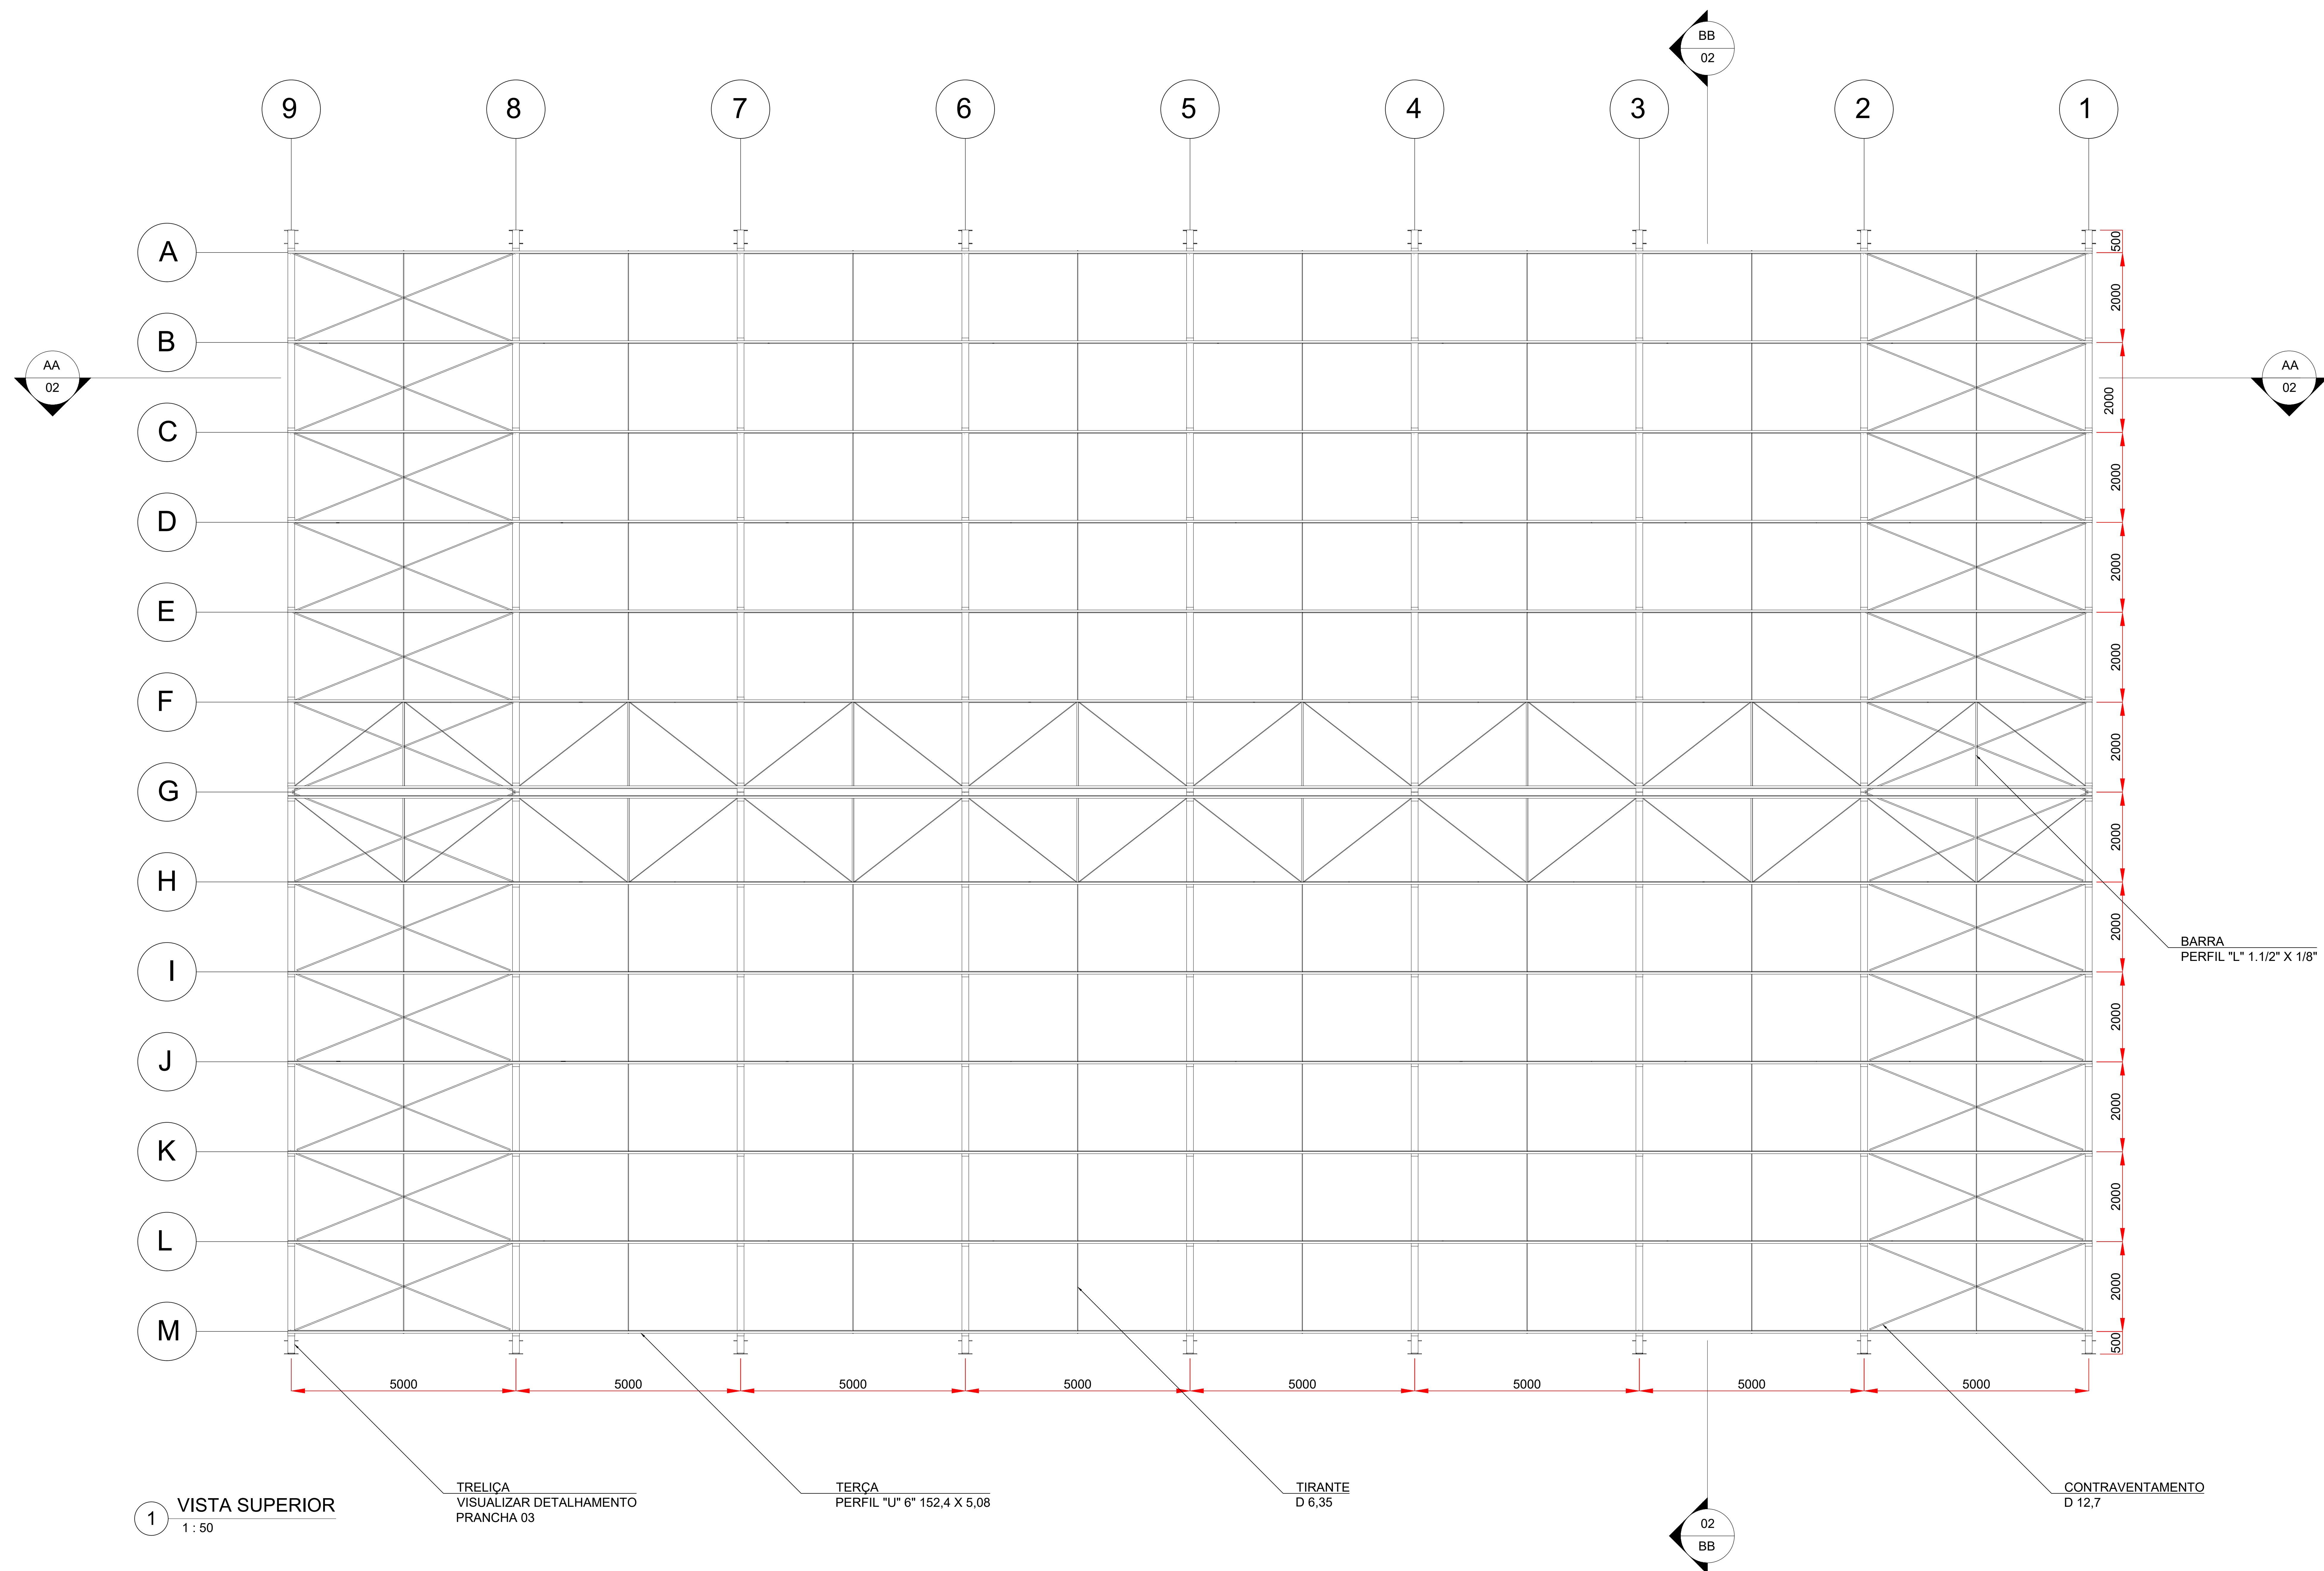 BB
02
9
8
7
6
5
4
3
2
1
A
500
2000
B
AA
02
2000
AA
02
C
2000
D
2000
E
2000
F
2000
G
2000
H
2000
BARRA
PERFIL "L" 1.1/2" X 1/8"
I
2000
J
2000
K
2000
L
2000
M
500
5000
5000
5000
5000
5000
5000
5000
5000
TRELIÇA
VISUALIZAR DETALHAMENTO
PRANCHA 03
TERÇA
PERFIL "U" 6" 152,4 X 5,08
TIRANTE
D 6,35
CONTRAVENTAMENTO
D 12,7
1
VISTA SUPERIOR
1 : 50
02
BB